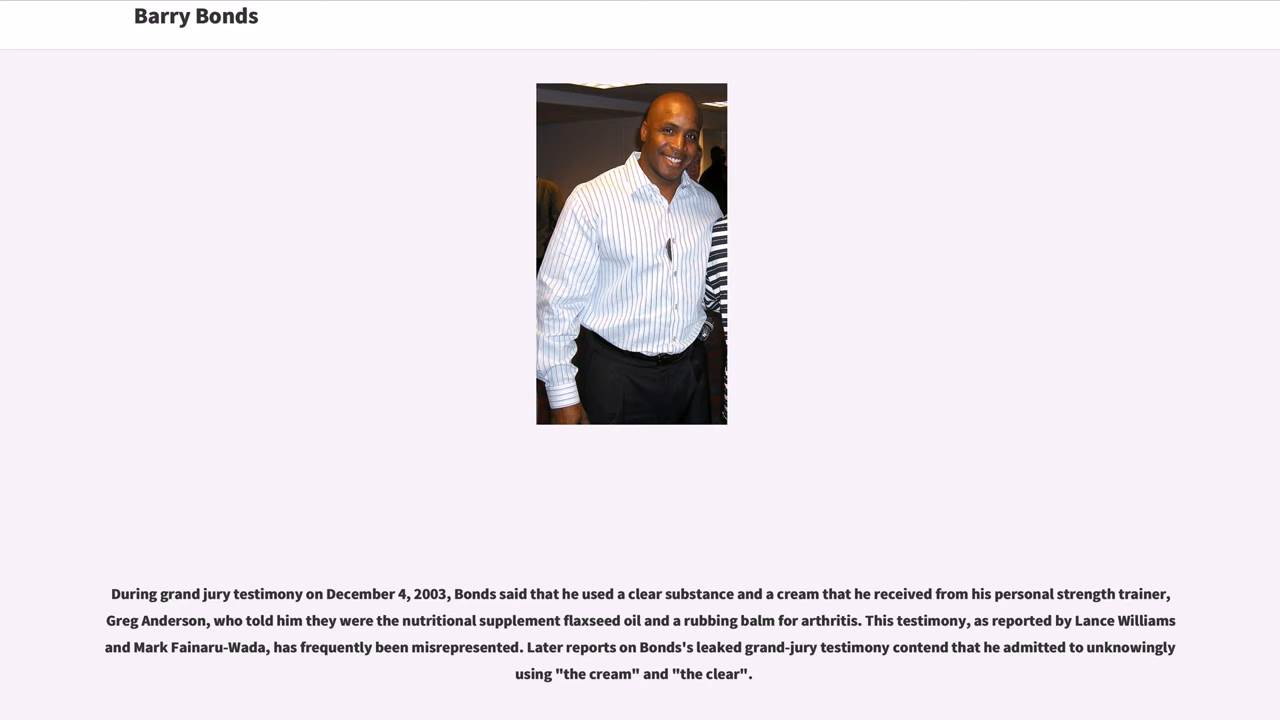 Barry Bonds
During grand jury testimony on December 4, 2003, Bonds said that he used a clear substance and a cream that he received from his personal strength trainer,
Greg Anderson, who told him they were the nutritional supplement flaxseed oil and a rubbing balm for arthritis. This testimony, as reported by Lance Williams
and Mark Fainaru-Wada, has frequently been misrepresented. Later reports on Bonds's leaked grand-jury testimony contend that he admitted to unknowingly
using "the cream" and "the clear".